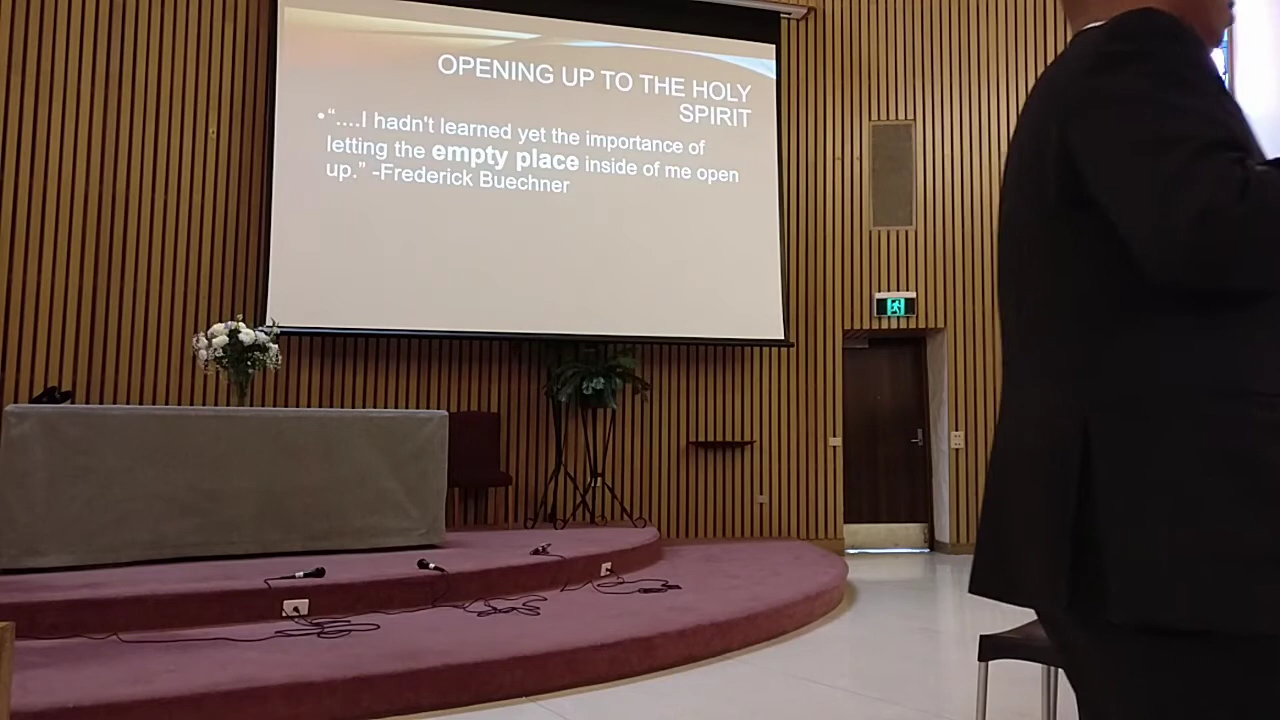 OPENING UP TO THE HOLY
SPIRIT
•“....I hadn't learned yet the importance of
letting the empty place inside of me open
up.” -Frederick Buechner